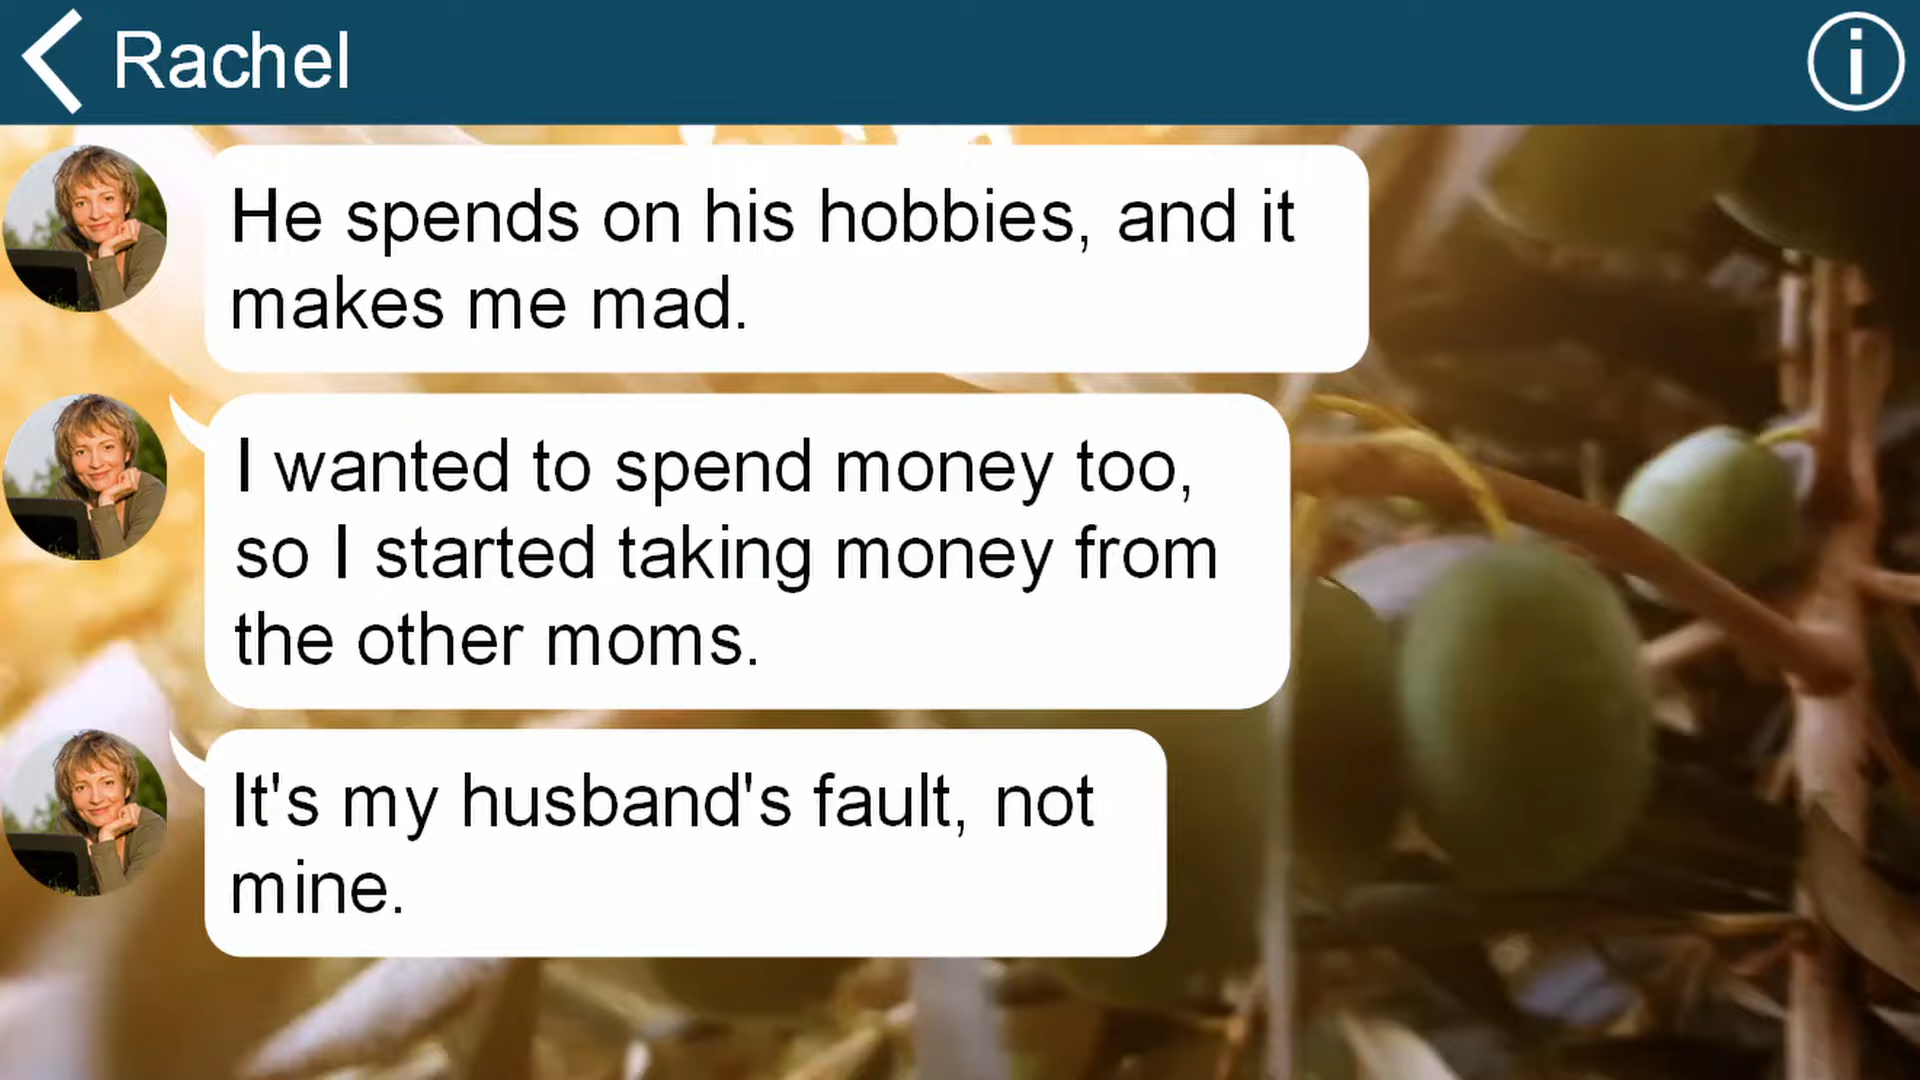 Rachel
He spends on his hobbies, and it
makes me mad.
I wanted to spend money too,
so I started taking money from
the other moms.
It's my husband's fault, not
mine.